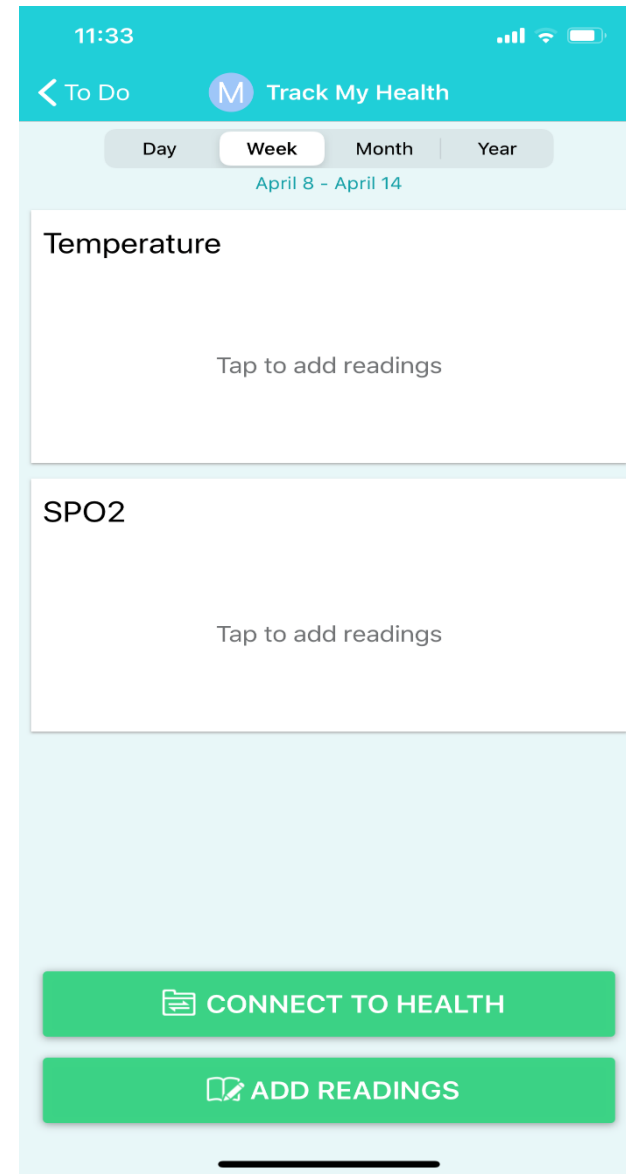 11:33
To Do
M Track My Health
Day Week Month Year
April 8 - April 14
Temperature
Tap to add readings
SPO2
Tap to add readings
CONNECT TO HEALTH
ADD READINGS